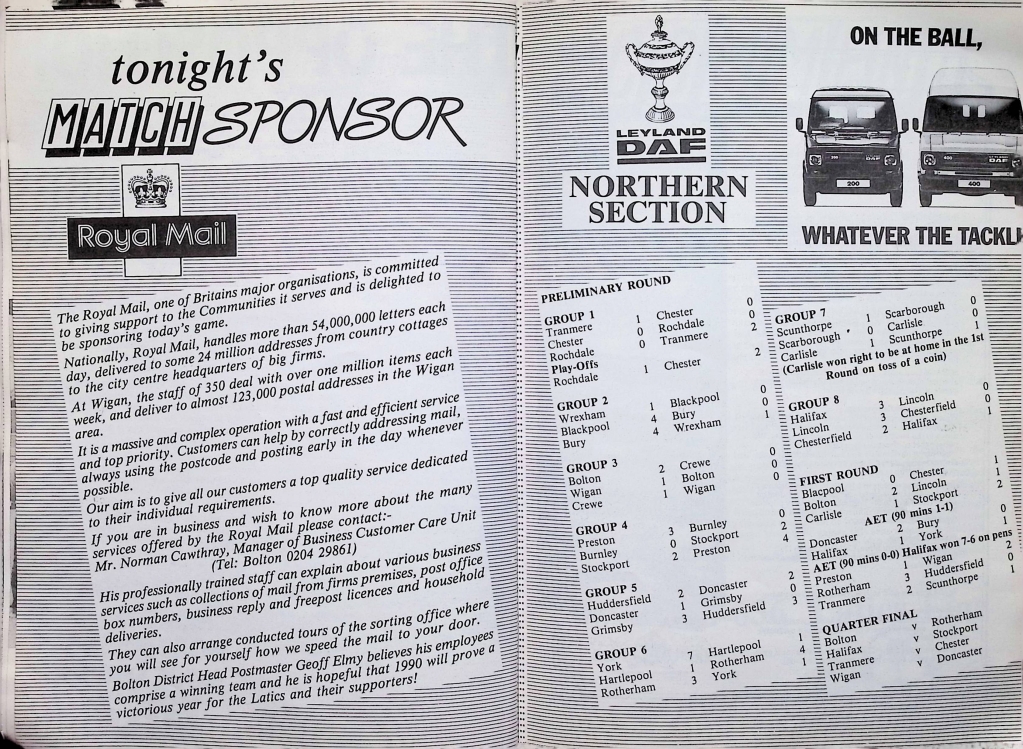 tonight's
MATCH SPONSOR
Royal Mail
The Royal Mail, one of Britains major organisations, is committed
to giving support to the Communities it serves and is delighted to
be sponsoring today's game.
Nationally, Royal Mail, handles more than 54,000,000 letters each
day, delivered to some 24 million addresses from country cottages
to the city centre headquarters of big firms.
At Wigan, the staff of 350 deal with over one million items each
week, and deliver to almost 123,000 postal addresses in the Wigan
area.
It is a massive and complex operation with a fast and efficient service
and top priority. Customers can help by correctly addressing mail,
always using the postcode and posting early in the day whenever
possible.
Our aim is to give all our customers a top quality service dedicated
to their individual requirements.
If you are in business and wish to know more about the many
services offered by the Royal Mail please contact:-
Mr. Norman Cawthray, Manager of Business Customer Care Unit
(Tel: Bolton 0204 29861)
His professionally trained staff can explain about various business
services such as collections of mail from firms premises, post office
box numbers, business reply and freepost licences and household
deliveries.
They can also arrange conducted tours of the sorting office where
you will see for yourself how we speed the mail to your door.
Bolton District Head Postmaster Geoff Elmy believes his employees
comprise a winning team and he is hopeful that 1990 will prove a
victorious year for the Latics and their supporters!
LEYLAND
DAF
NORTHERN
SECTION
ON THE BALL,
200 DAF
200
400 DAF
400
WHATEVER THE TACKL
PRELIMINARY ROUND
GROUP 1
Tranmere 1 Chester 0
Chester 0 Rochdale 0
Rochdale 0 Tranmere 2
Play-Offs
Rochdale 1 Chester 2
GROUP 2
Wrexham 1 Blackpool 0
Blackpool 4 Bury 0
Bury 4 Wrexham 1
GROUP 3
Bolton 2 Crewe 0
Wigan 1 Bolton 0
Crewe 1 Wigan 0
GROUP 4
Preston 3 Burnley 0
Burnley 0 Stockport 2
Stockport 2 Preston 4
GROUP 5
Huddersfield 2 Doncaster 2
Doncaster 1 Grimsby 0
Grimsby 3 Huddersfield 3
GROUP 6
York 7 Hartlepool 1
Hartlepool 1 Rotherham 4
Rotherham 3 York 1
GROUP 7
Scunthorpe 1 Scarborough 0
Scarborough 0 Carlisle 0
Carlisle 1 Scunthorpe 1
(Carlisle won right to be at home in the 1st
Round on toss of a coin)
GROUP 8
Halifax 3 Lincoln 0
Lincoln 3 Chesterfield 0
Chesterfield 2 Halifax 1
FIRST ROUND
Blacpool 0 Chester 1
Bolton 2 Lincoln 1
Carlisle 1 Stockport 2
AET (90 mins 1-1)
Doncaster 2 Bury 0
Halifax 1 York 1
AET (90 mins 0-0) Halifax won 7-6 on pens
Preston 1 Wigan 2
Rotherham 3 Huddersfield 0
Tranmere 2 Scunthorpe 1
QUARTER FINAL
Bolton v Rotherham
Halifax v Stockport
Tranmere v Chester
Wigan v Doncaster